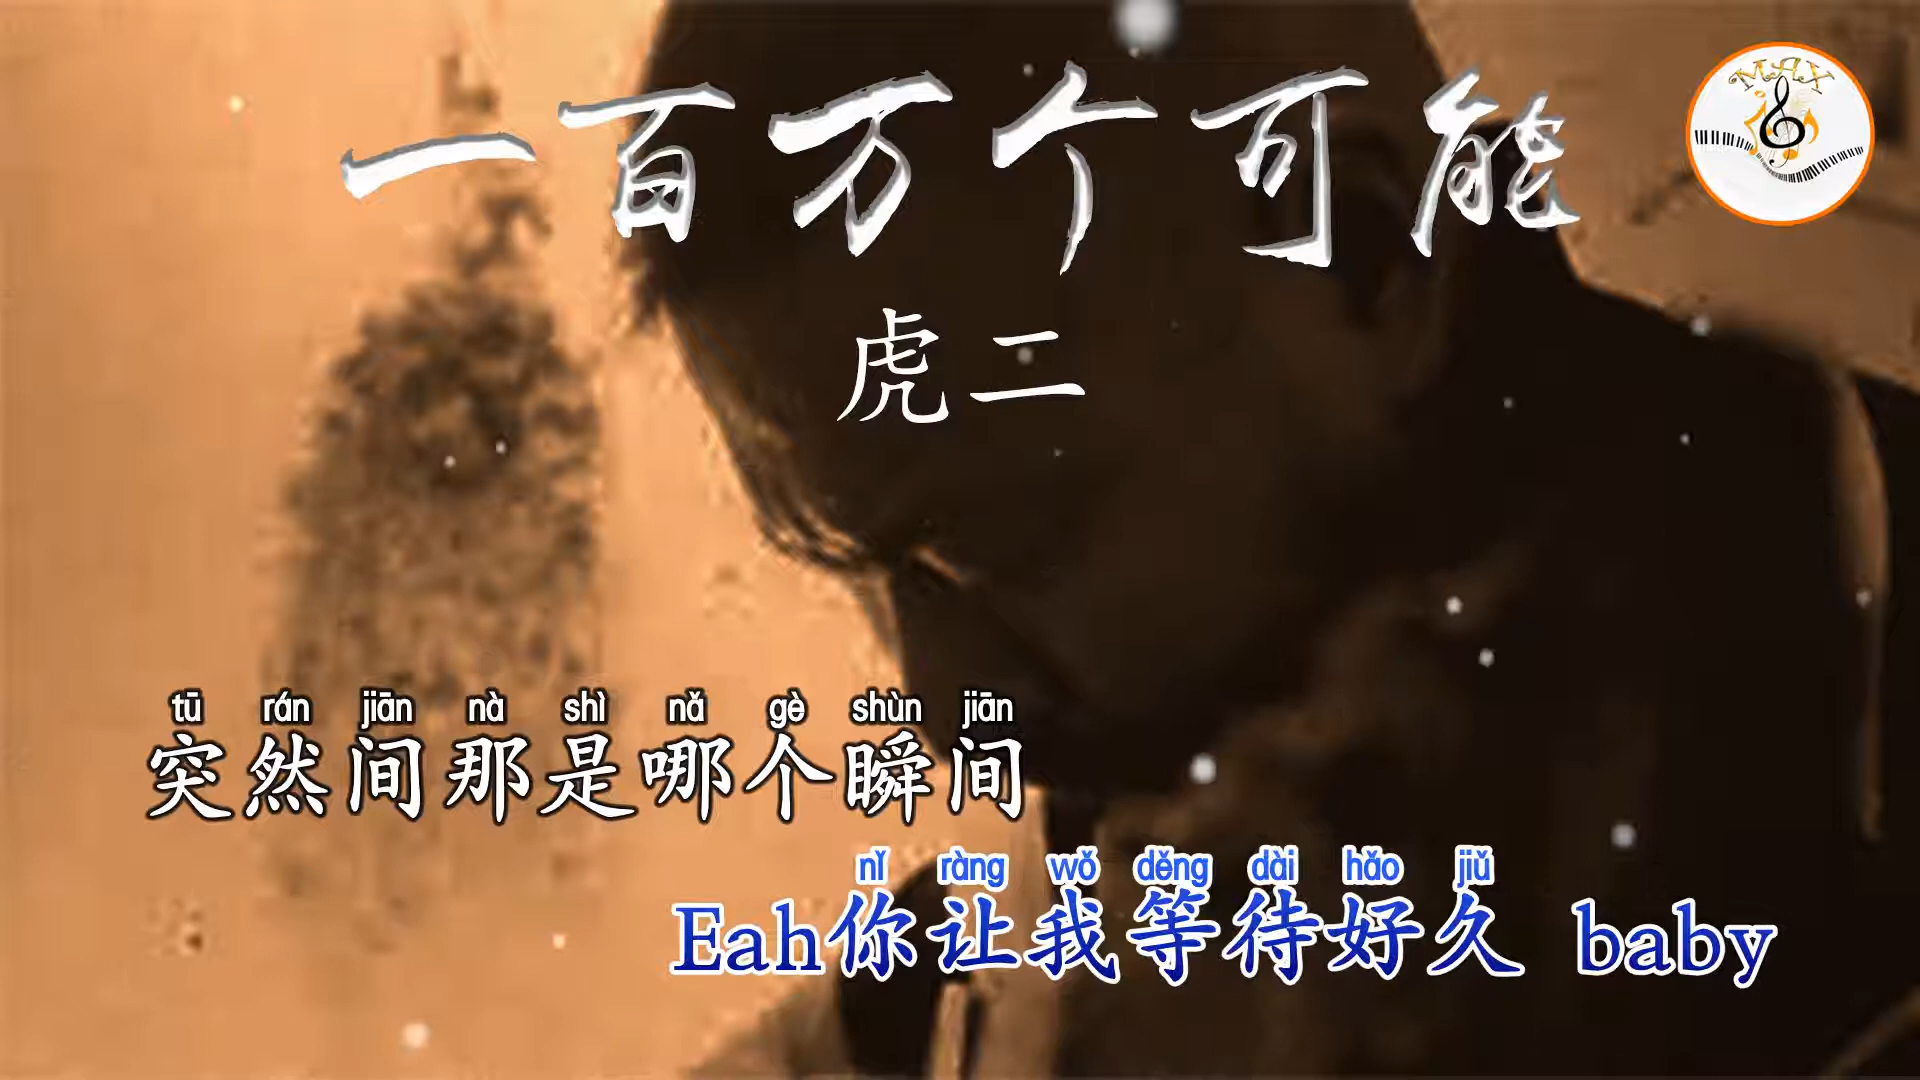 一百万个可能
MAX
虎二
tū rán jiān nà shì nǎ gè shùn jiān
突然间那是哪个瞬间
nǐ ràng wǒ děng dài hǎo jiǔ
Eah你让我等待好久 baby